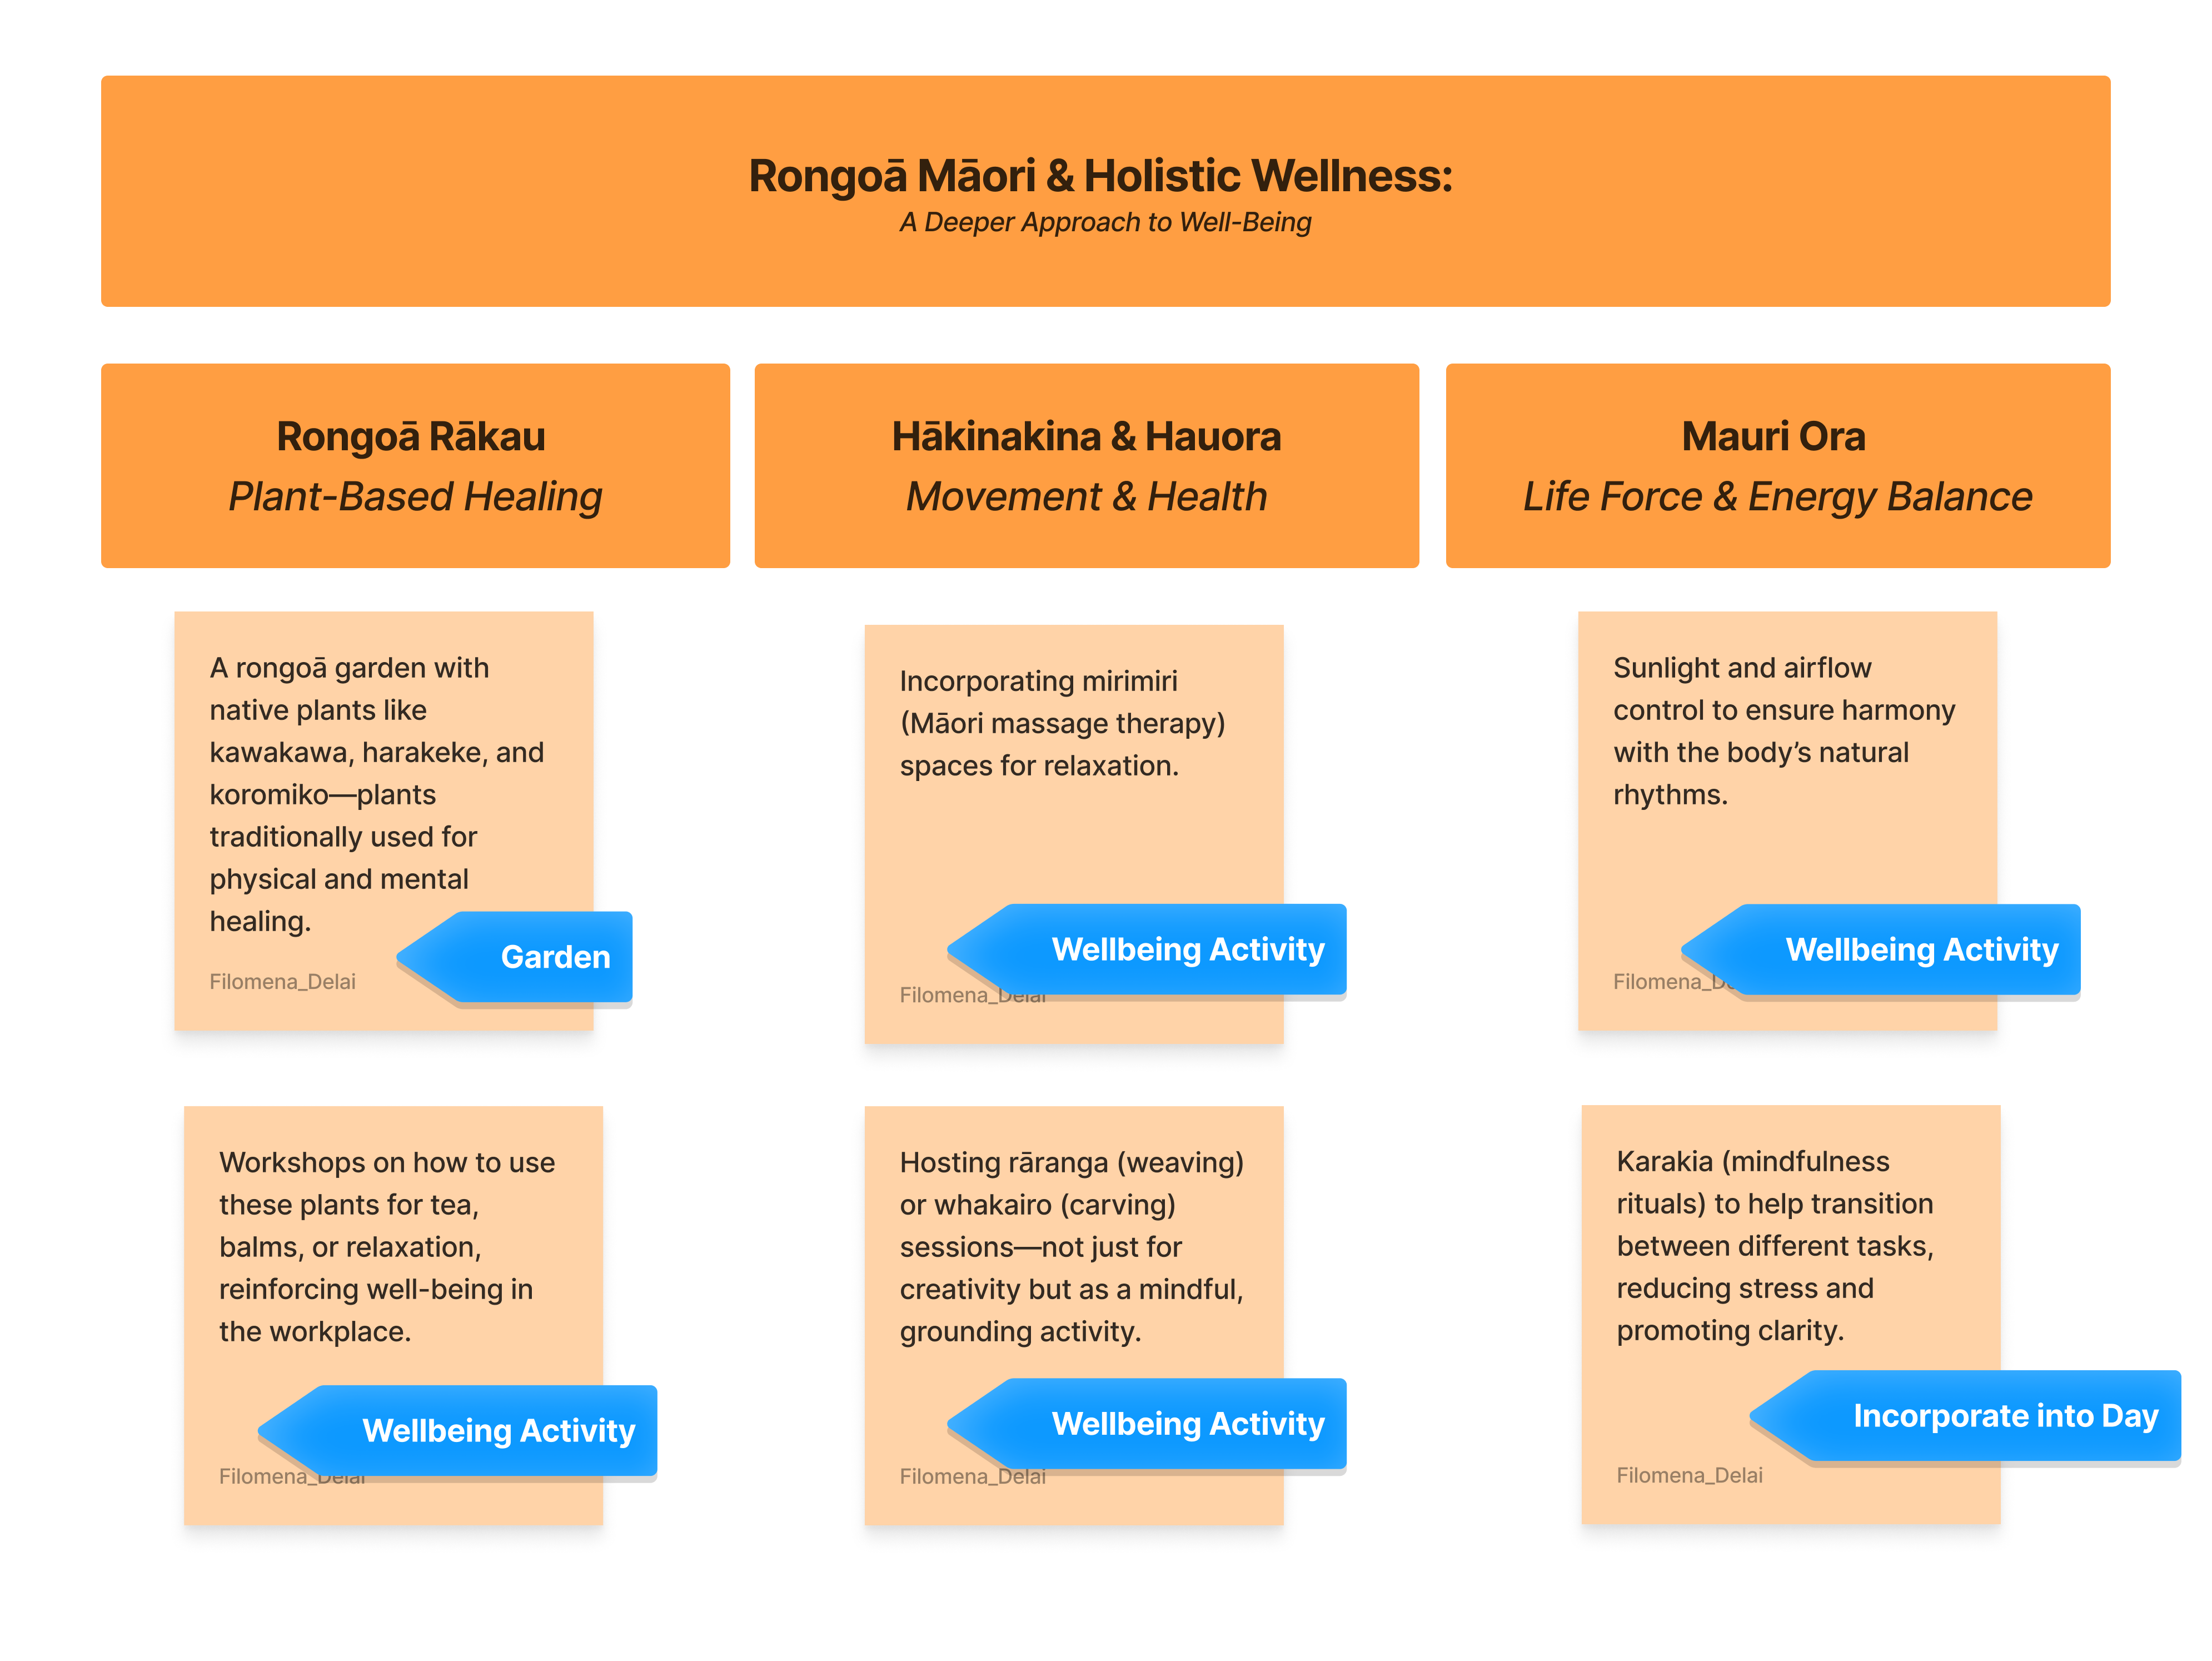 Rongoā Māori & Holistic Wellness:
A Deeper Approach to Well-Being
Rongoā Rākau
Plant-Based Healing
A rongoā garden with
native plants like
kawakawa, harakeke, and
koromiko—plants
traditionally used for
physical and mental
healing.
Garden
Filomena_Delai
Workshops on how to use
these plants for tea,
balms, or relaxation,
reinforcing well-being in
the workplace.
Wellbeing Activity
Filomena_Delai
Hākinakina & Hauora
Movement & Health
Incorporating mirimiri
(Māori massage therapy)
spaces for relaxation.
Wellbeing Activity
Filomena_Delai
Hosting rāranga (weaving)
or whakairo (carving)
sessions—not just for
creativity but as a mindful,
grounding activity.
Wellbeing Activity
Filomena_Delai
Mauri Ora
Life Force & Energy Balance
Sunlight and airflow
control to ensure harmony
with the body’s natural
rhythms.
Wellbeing Activity
Karakia (mindfulness
rituals) to help transition
between different tasks,
reducing stress and
promoting clarity.
Incorporate into Day
Filomena_Delai